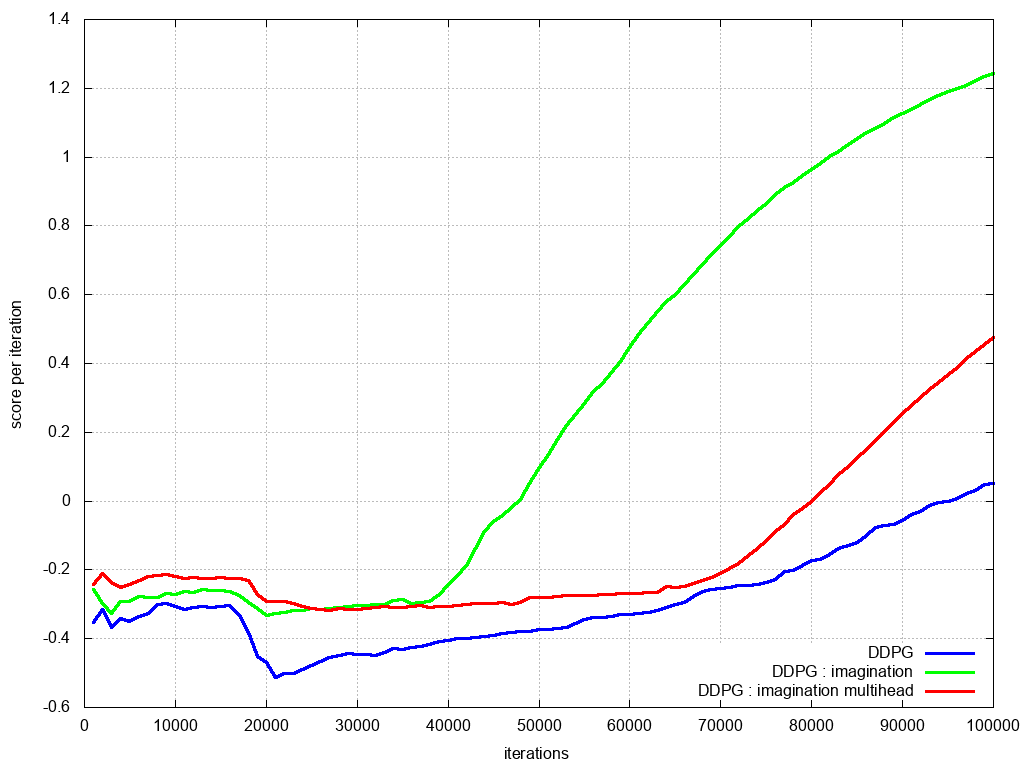 1.4
1.2
1
0.8
0.6
0.4
0.2
0
-0.2
-0.4
-0.6
score per iteration
DDPG
DDPG : imagination
DDPG : imagination multihead
0 10000 20000 30000 40000 50000 60000 70000 80000 90000 100000
iterations